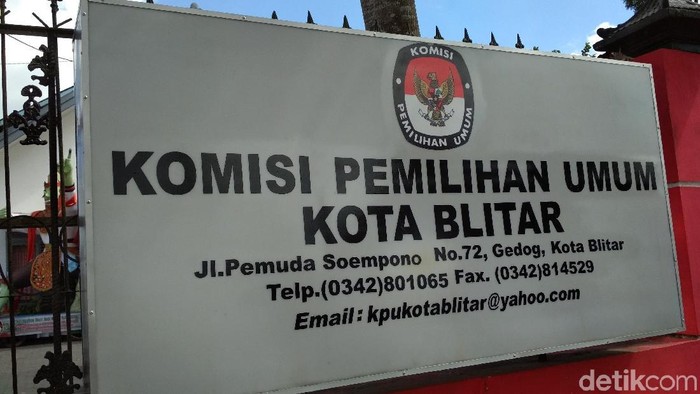 KOMISI
PEMILIHAN UMUM
KOMISI PEMILIHAN UMUM
KOTA BLITAR
Jl.Pemuda Soempono No.72, Gedog, Kota Blitar
Telp.(0342)801065 Fax. (0342)814529
Email : kpukotablitar@yahoo.com
detikcom